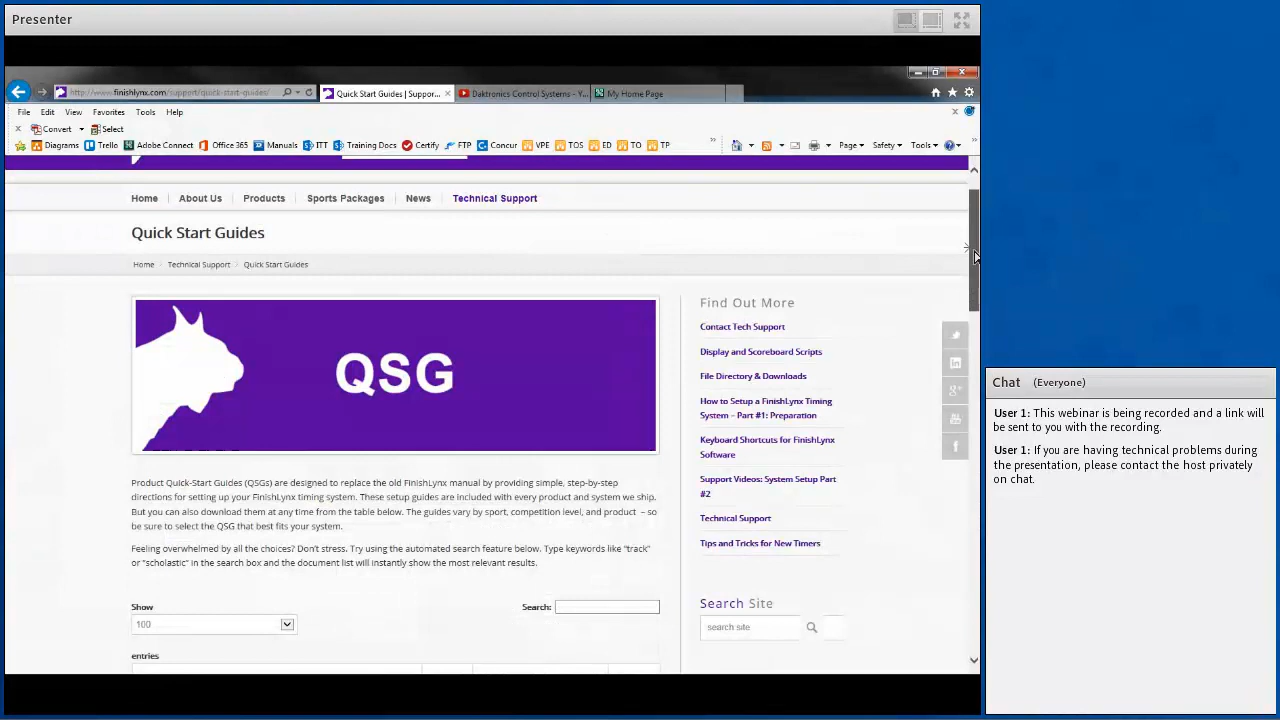 Presenter
http://www.finishlynx.com/support/quick-start-guides/
Quick Start Guides | Suppor...
Daktronics Control Systems - Y...
My Home Page
File Edit View Favorites Tools Help
Convert Select
Diagrams Trello Adobe Connect Office 365 Manuals ITT Training Docs Certify FTP Concur VPE TOS ED TO TP Page Safety Tools
Home About Us Products Sports Packages News Technical Support
Quick Start Guides
Home Technical Support Quick Start Guides
QSG
Product Quick-Start Guides (QSGs) are designed to replace the old FinishLynx manual by providing simple, step-by-step
directions for setting up your FinishLynx timing system. These setup guides are included with every product and system we ship.
But you can also download them at any time from the table below. The guides vary by sport, competition level, and product – so
be sure to select the QSG that best fits your system.
Feeling overwhelmed by all the choices? Don't stress. Try using the automated search feature below. Type keywords like "track"
or "scholastic" in the search box and the document list will instantly show the most relevant results.
Show
100
Search:
entries
Find Out More
Contact Tech Support
Display and Scoreboard Scripts
File Directory & Downloads
How to Setup a FinishLynx Timing
System – Part #1: Preparation
Keyboard Shortcuts for FinishLynx
Software
Support Videos: System Setup Part
#2
Technical Support
Tips and Tricks for New Timers
Search Site
search site
Chat (Everyone)
User 1: This webinar is being recorded and a link will
be sent to you with the recording.
User 1: If you are having technical problems during
the presentation, please contact the host privately
on chat.